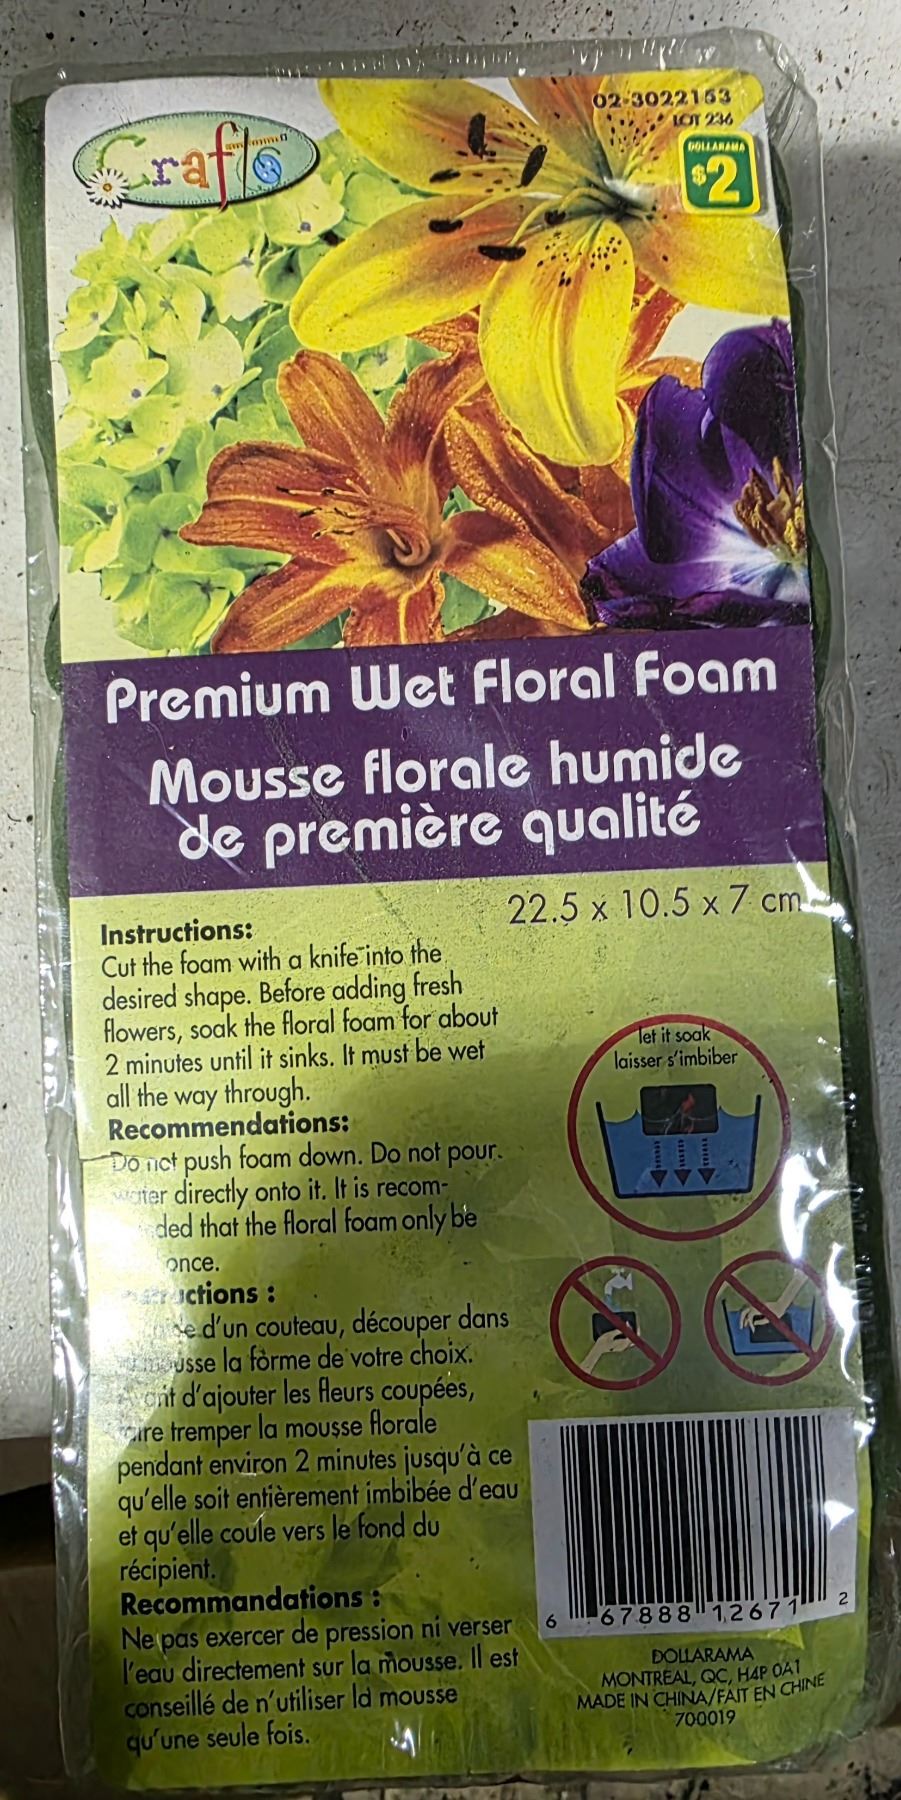 Crafts
02-3022153
LOT 236
DOLLARAMA
$2
Premium Wet Floral Foam
Mousse florale humide
de première qualité
22.5 x 10.5 x 7 cm
Instructions:
Cut the foam with a knife into the
desired shape. Before adding fresh
flowers, soak the floral foam for about
2 minutes until it sinks. It must be wet
all the way through.
Recommendations:
Do not push foam down. Do not pour
water directly onto it. It is recom-
ded that the floral foam only be
once.
let it soak
laisser s'imbiber
uctions :
d'un couteau, découper dans
la forme de votre choix.
d'ajouter les fleurs coupées,
tremper la mousse florale
pendant environ 2 minutes jusqu'à ce
qu'elle soit entièrement imbibée d'eau
et qu'elle coule vers le fond du
récipient.
Recommandations :
Ne pas exercer de pression ni verser
l'eau directement sur la mousse. Il est
conseillé de n'utiliser la mousse
qu'une seule fois.
6 67888 12671 2
DOLLARAMA
MONTREAL, QC, H4P 0A1
MADE IN CHINA/FAIT EN CHINE
700019